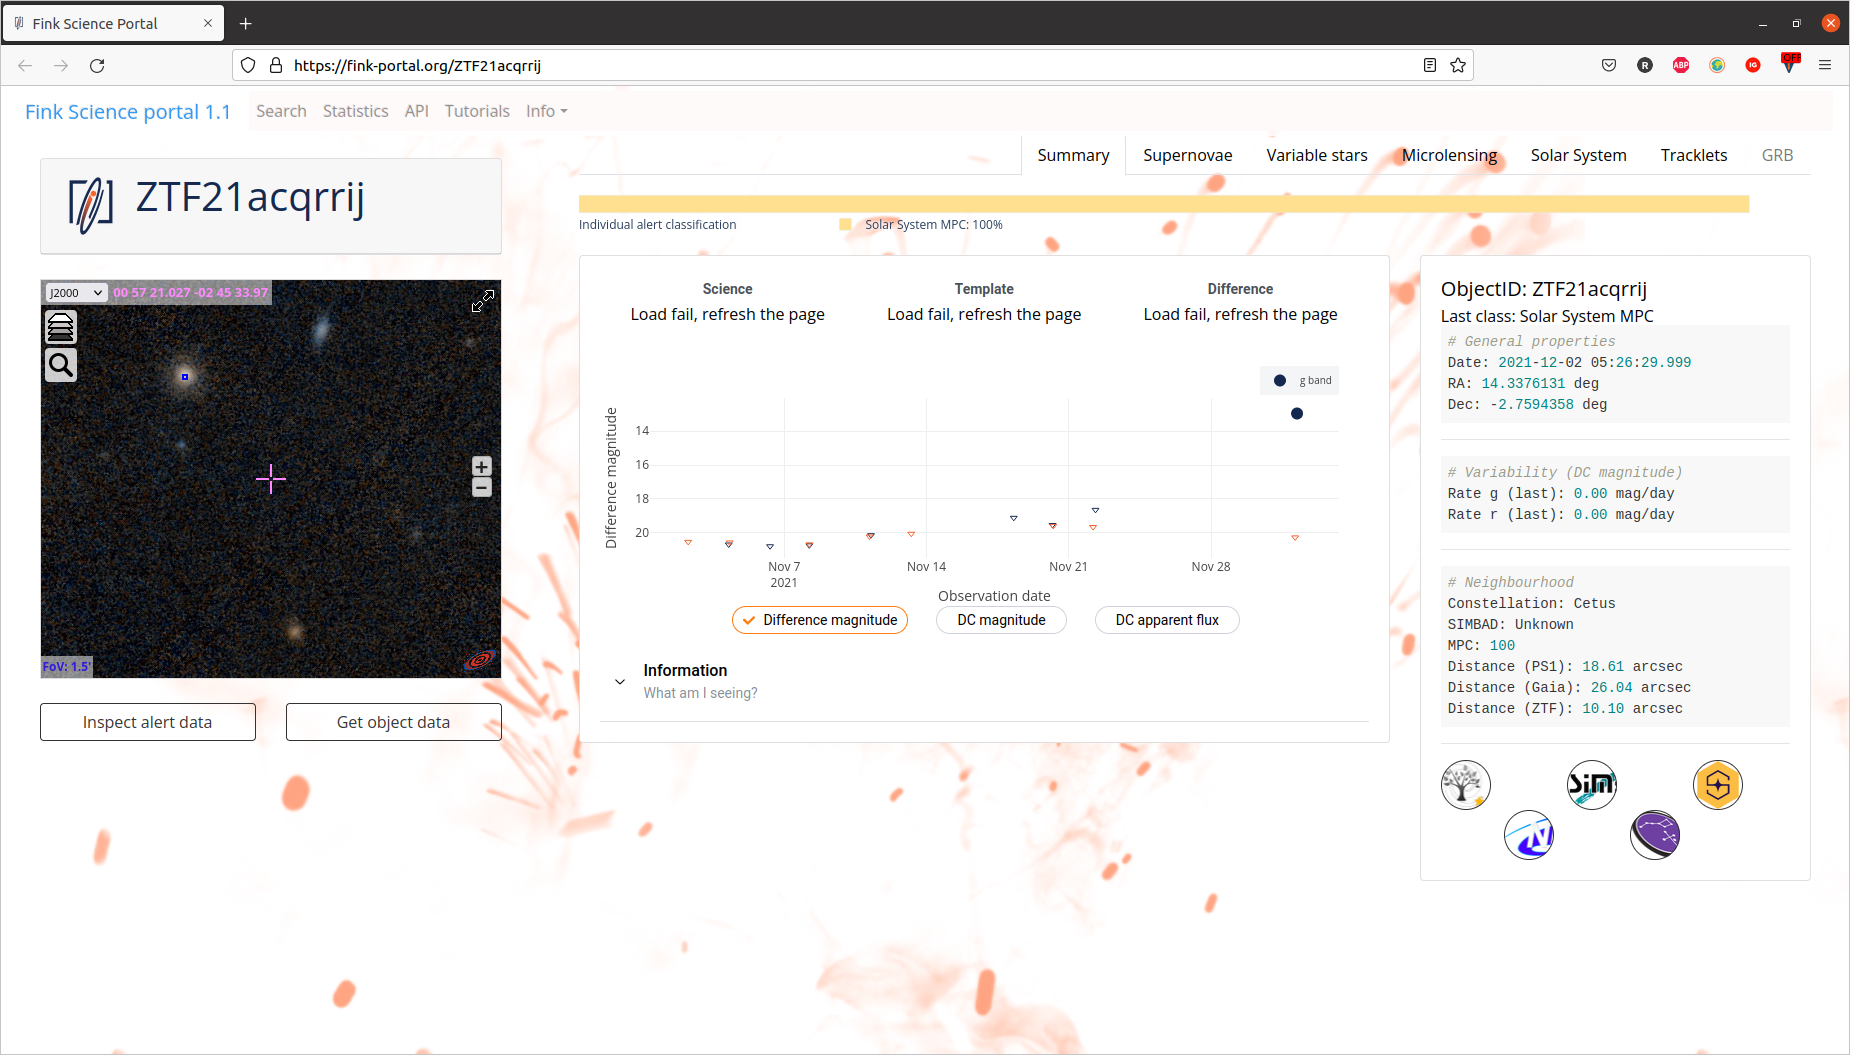 Fink Science Portal
https://fink-portal.org/ZTF21acqrrij
R
ABP
IG
OFF
Fink Science portal 1.1
Search
Statistics
API
Tutorials
Info
ZTF21acqrrij
J2000
00 57 21.027 -02 45 33.97
FoV: 1.5'
Inspect alert data
Get object data
Summary
Supernovae
Variable stars
Microlensing
Solar System
Tracklets
GRB
Individual alert classification
Solar System MPC: 100%
Science
Template
Difference
Load fail, refresh the page
Load fail, refresh the page
Load fail, refresh the page
g band
Difference magnitude
14
16
18
20
Nov 7
2021
Nov 14
Nov 21
Nov 28
Observation date
Difference magnitude
DC magnitude
DC apparent flux
Information
What am I seeing?
ObjectID: ZTF21acqrrij
Last class: Solar System MPC
# General properties
Date: 2021-12-02 05:26:29.999
RA: 14.3376131 deg
Dec: -2.7594358 deg
# Variability (DC magnitude)
Rate g (last): 0.00 mag/day
Rate r (last): 0.00 mag/day
# Neighbourhood
Constellation: Cetus
SIMBAD: Unknown
MPC: 100
Distance (PS1): 18.61 arcsec
Distance (Gaia): 26.04 arcsec
Distance (ZTF): 10.10 arcsec